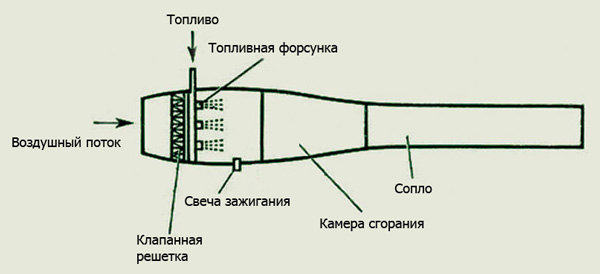 Топливо
Топливная форсунка
Воздушный поток
Сопло
Свеча зажигания
Камера сгорания
Клапанная
решетка